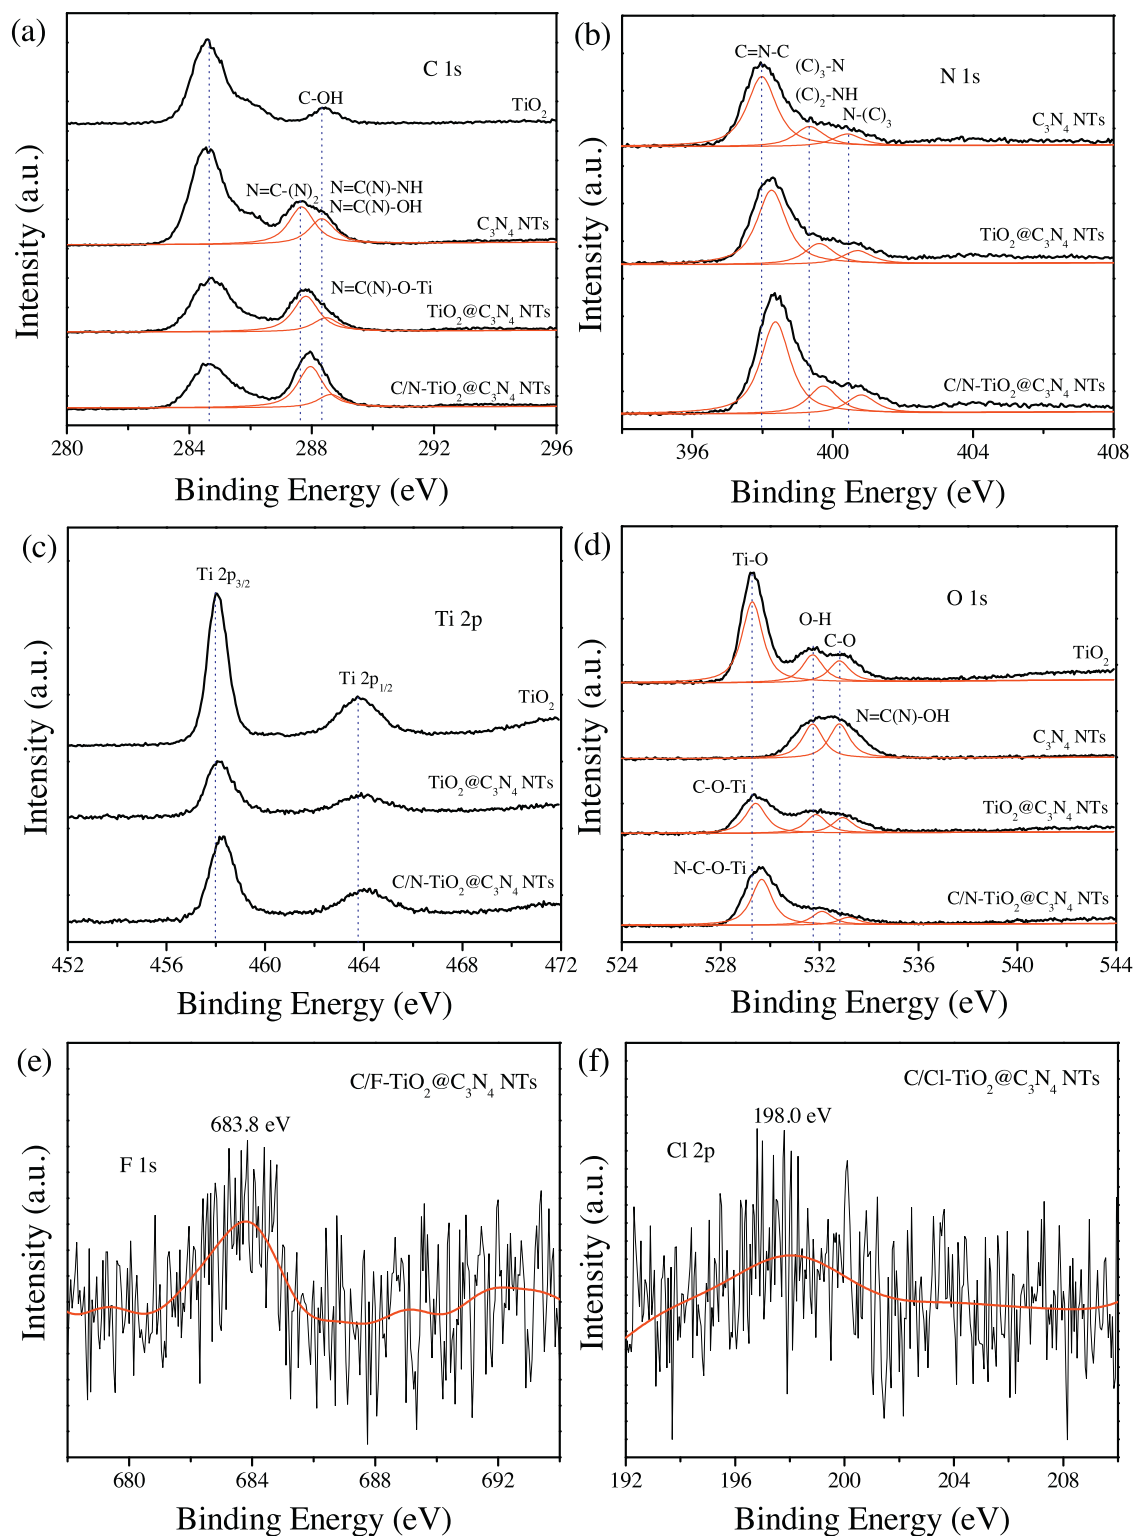 (a)
C 1s
C-OH
TiO2
N=C-(N)2
N=C(N)-NH
N=C(N)-OH
C3N4 NTs
N=C(N)-O-Ti
TiO2@C3N4 NTs
C/N-TiO2@C3N4 NTs
Intensity (a.u.)
280 284 288 292 296
Binding Energy (eV)
(b)
C=N-C
(C)3-N
(C)2-NH
N-(C)3
N 1s
C3N4 NTs
TiO2@C3N4 NTs
C/N-TiO2@C3N4 NTs
Intensity (a.u.)
396 400 404 408
Binding Energy (eV)
(c)
Ti 2p3/2
Ti 2p
Ti 2p1/2
TiO2
TiO2@C3N4 NTs
C/N-TiO2@C3N4 NTs
Intensity (a.u.)
452 456 460 464 468 472
Binding Energy (eV)
(d)
Ti-O
O 1s
O-H
C-O
TiO2
N=C(N)-OH
C3N4 NTs
C-O-Ti
TiO2@C3N4 NTs
N-C-O-Ti
C/N-TiO2@C3N4 NTs
Intensity (a.u.)
524 528 532 536 540 544
Binding Energy (eV)
(e)
C/F-TiO2@C3N4 NTs
683.8 eV
F 1s
Intensity (a.u.)
680 684 688 692
Binding Energy (eV)
(f)
C/Cl-TiO2@C3N4 NTs
198.0 eV
Cl 2p
Intensity (a.u.)
192 196 200 204 208
Binding Energy (eV)